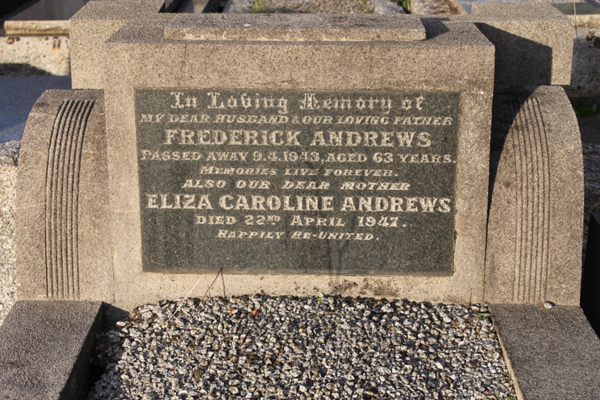 In Loving Memory of
MY DEAR HUSBAND & OUR LOVING FATHER
FREDERICK ANDREWS
PASSED AWAY 9.4.1943, AGED 63 YEARS.
MEMORIES LIVE FOREVER.
ALSO OUR DEAR MOTHER
ELIZA CAROLINE ANDREWS
DIED 22ND APRIL 1947.
HAPPILY RE-UNITED.